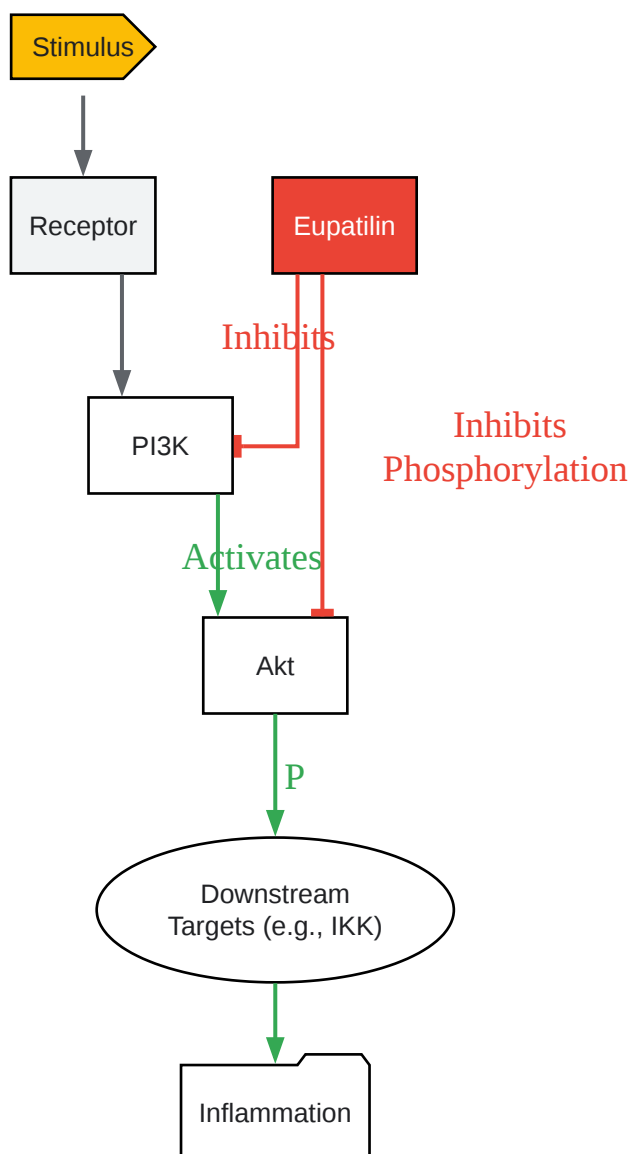 Stimulus
Receptor
Eupatilin
Inhibits
PI3K
Inhibits
Phosphorylation
Activates
Akt
P
Downstream
Targets (e.g., IKK)
Inflammation